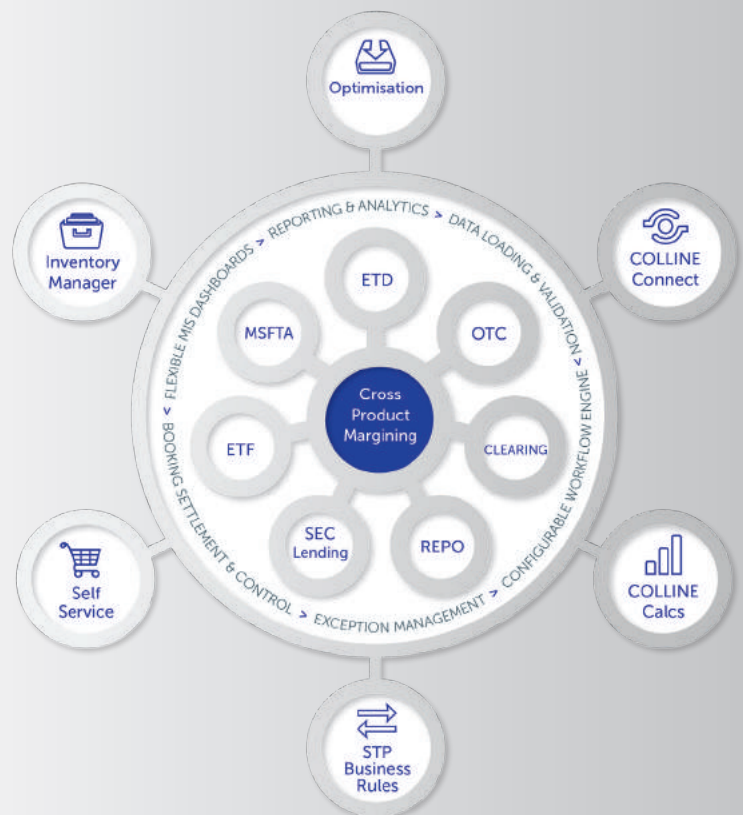 Optimisation
Inventory
Manager
COLLINE
Connect
< FLEXIBLE MIS DASHBOARDS > REPORTING & ANALYTICS > DATA LOADING & VALIDATION >
CONFIGURABLE WORKFLOW ENGINE
BOOKING SETTLEMENT & CONTROL > EXCEPTION MANAGEMENT >
ETD
MSFTA
OTC
Cross
Product
Margining
ETF
CLEARING
SEC
Lending
REPO
Self
Service
COLLINE
Calcs
STP
Business
Rules